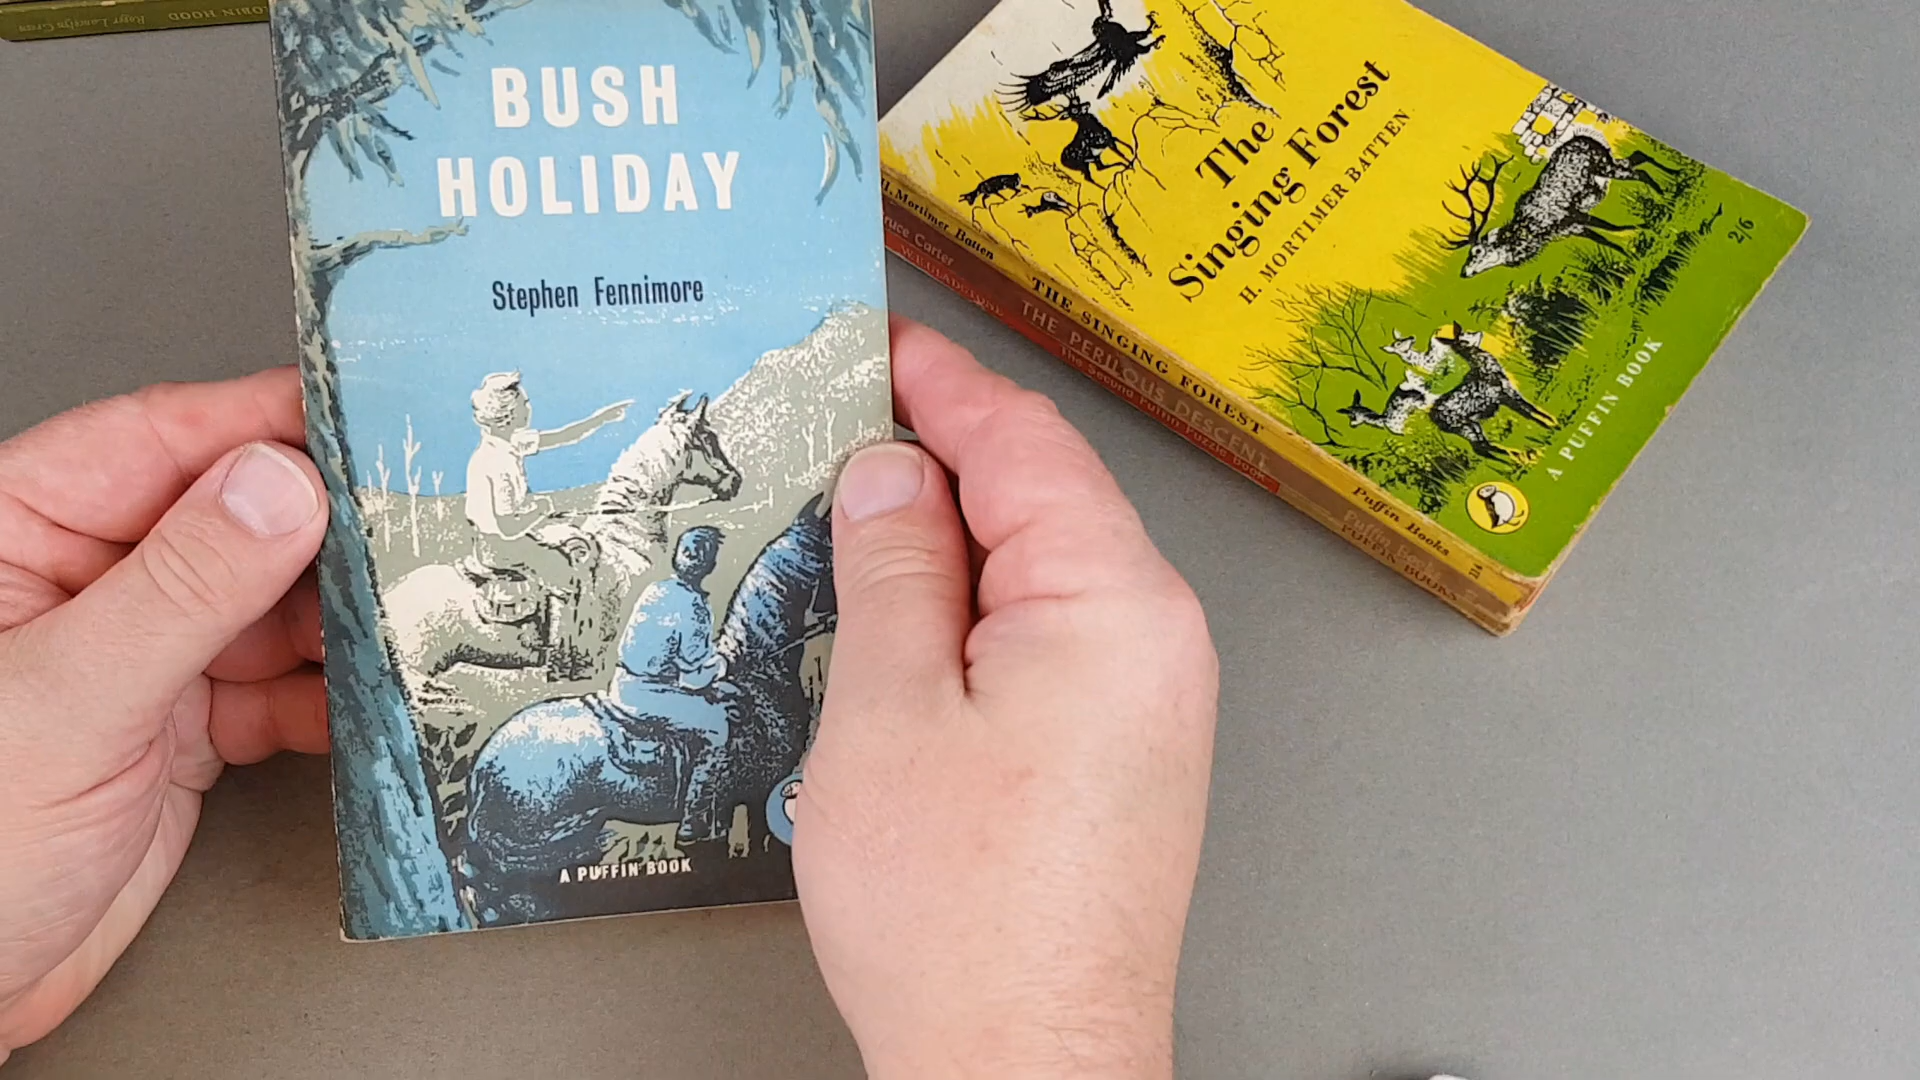 Roger Lancelyn Green ROBIN HOOD
BUSH
HOLIDAY
Stephen Fennimore
A PUFFIN BOOK
The
Singing Forest
H. MORTIMER BATTEN
2/6
A PUFFIN BOOK
H. Mortimer Batten THE SINGING FOREST Puffin Books 116
Bruce Carter THE PERILOUS DESCENT Puffin Books
W.E. GLADSTONE The Second Puffin Puzzle Book PUFFIN BOOKS